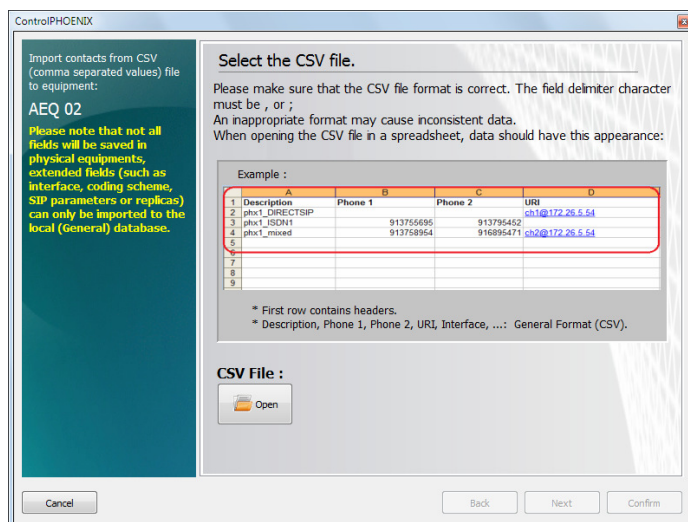 ControlPHOENIX
Import contacts from CSV
(comma separated values) file
to equipment:
AEQ 02
Please note that not all
fields will be saved in
physical equipments,
extended fields (such as
interface, coding scheme,
SIP parameters or replicas)
can only be imported to the
local (General) database.
Select the CSV file.
Please make sure that the CSV file format is correct. The field delimiter character
must be , or ;
An inappropriate format may cause inconsistent data.
When opening the CSV file in a spreadsheet, data should have this appearance:
Example :
A B C D
1 Description Phone 1 Phone 2 URI
2 phx1_DIRECTSIP ch1@172.26.5.54
3 phx1_ISDN1 913755695 913795452
4 phx1_mixed 913758954 916895471 ch2@172.26.5.54
5
6
7
8
9
* First row contains headers.
* Description, Phone 1, Phone 2, URI, Interface, ...: General Format (CSV).
CSV File :
Open
Cancel
Back
Next
Confirm